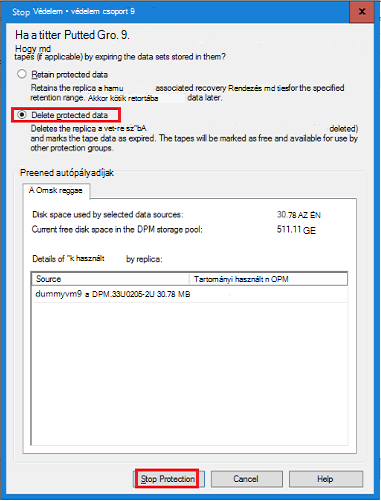 Stop Védelem • védelem csoport 9.
Ha a titter Putted Gro. 9.
Hogy md
tapes (if applicable) by expiring the data sets stored in them?
Retain protected data
Retains the replica a hamu associated recovery Rendezés md tiesfor the specified
retention range. Akkor kötik retortába data later.
Delete protected data
Deletes the replica a vet-re sz"bA deleted)
and marks the tape data as expired. The tapes will be marked as free and available for use
by other protection groups.
Preened autópályadíjak
A Omsk reggae
Disk space used by selected data sources: 30.78 AZ ÉN
Current free disk space in the DPM storage pool: 511.11 GE
Details of "k használt by replica:
Source Tartományi használt n OPM
dummyvm9 a DPM.33U0205-2U 30.78 MB
Stop Protection Cancel Help